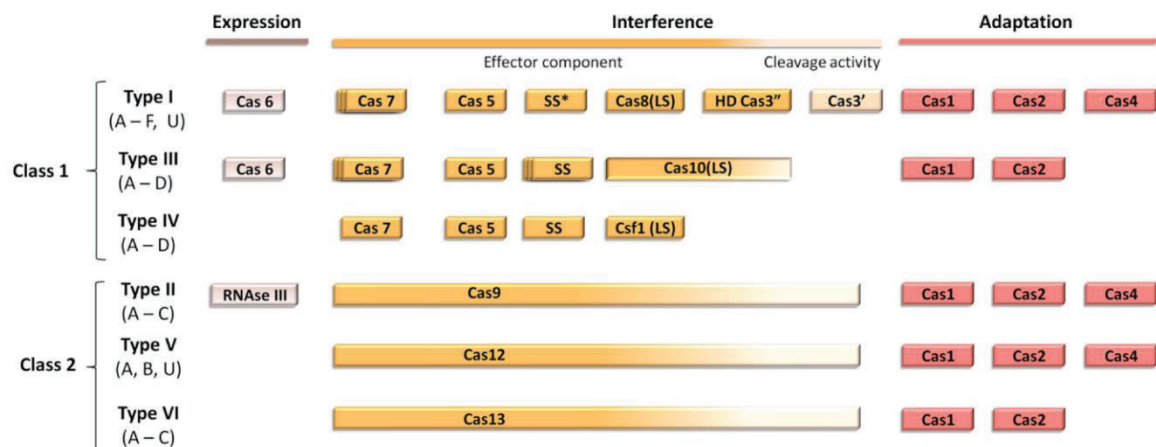 Expression Interference Adaptation
Effector component Cleavage activity
Class 1
Type I
(A – F, U)
Cas 6 Cas 7 Cas 5 SS* Cas8(LS) HD Cas3” Cas3’ Cas1 Cas2 Cas4
Type III
(A – D)
Cas 6 Cas 7 Cas 5 SS Cas10(LS) Cas1 Cas2
Type IV
(A – D)
Cas 7 Cas 5 SS Csf1 (LS)
Class 2
Type II
(A – C)
RNAse III Cas9 Cas1 Cas2 Cas4
Type V
(A, B, U)
Cas12 Cas1 Cas2 Cas4
Type VI
(A – C)
Cas13 Cas1 Cas2